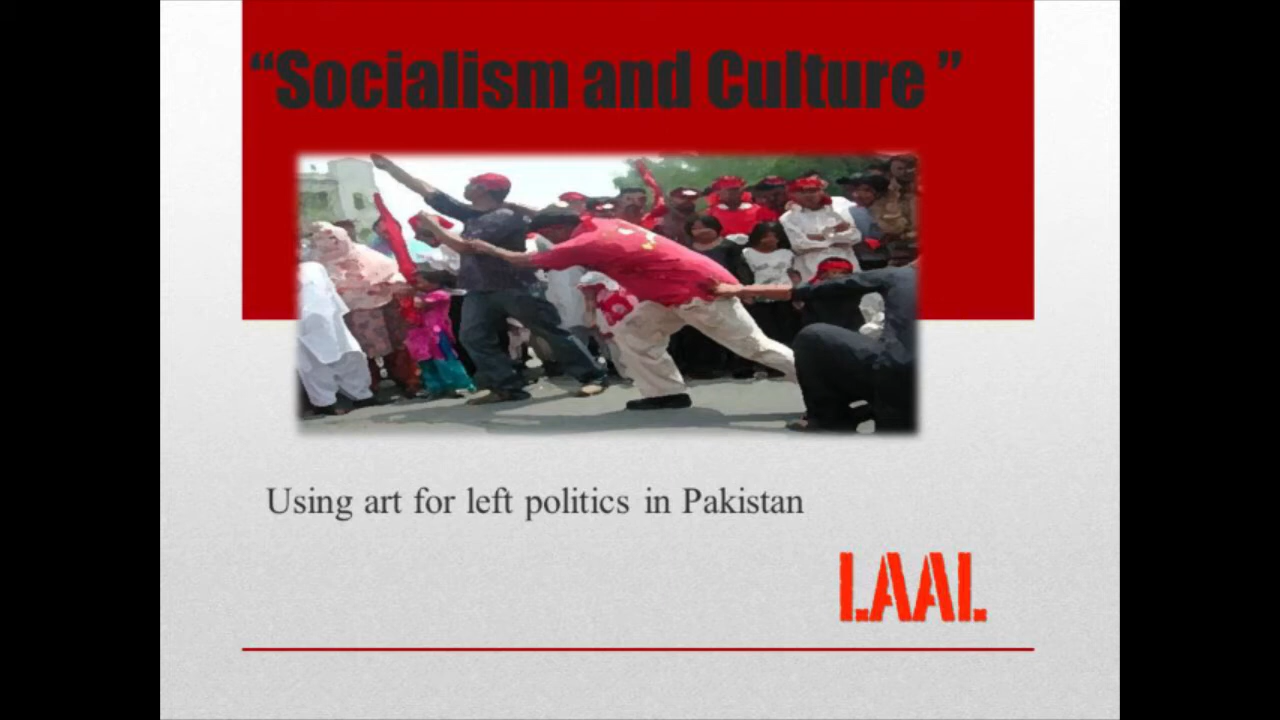 “Socialism and Culture ”
Using art for left politics in Pakistan
LAAL